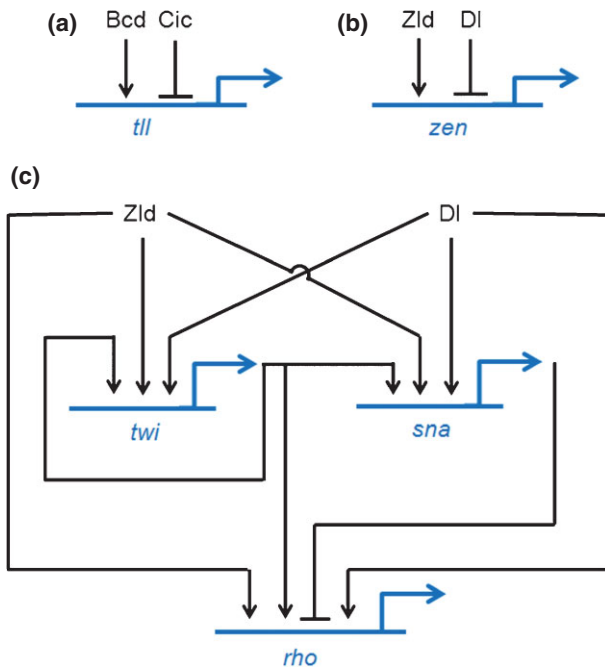 (a) Bcd Cic
tll
(b) Zld Dl
zen
(c)
Zld Dl
twi sna
rho